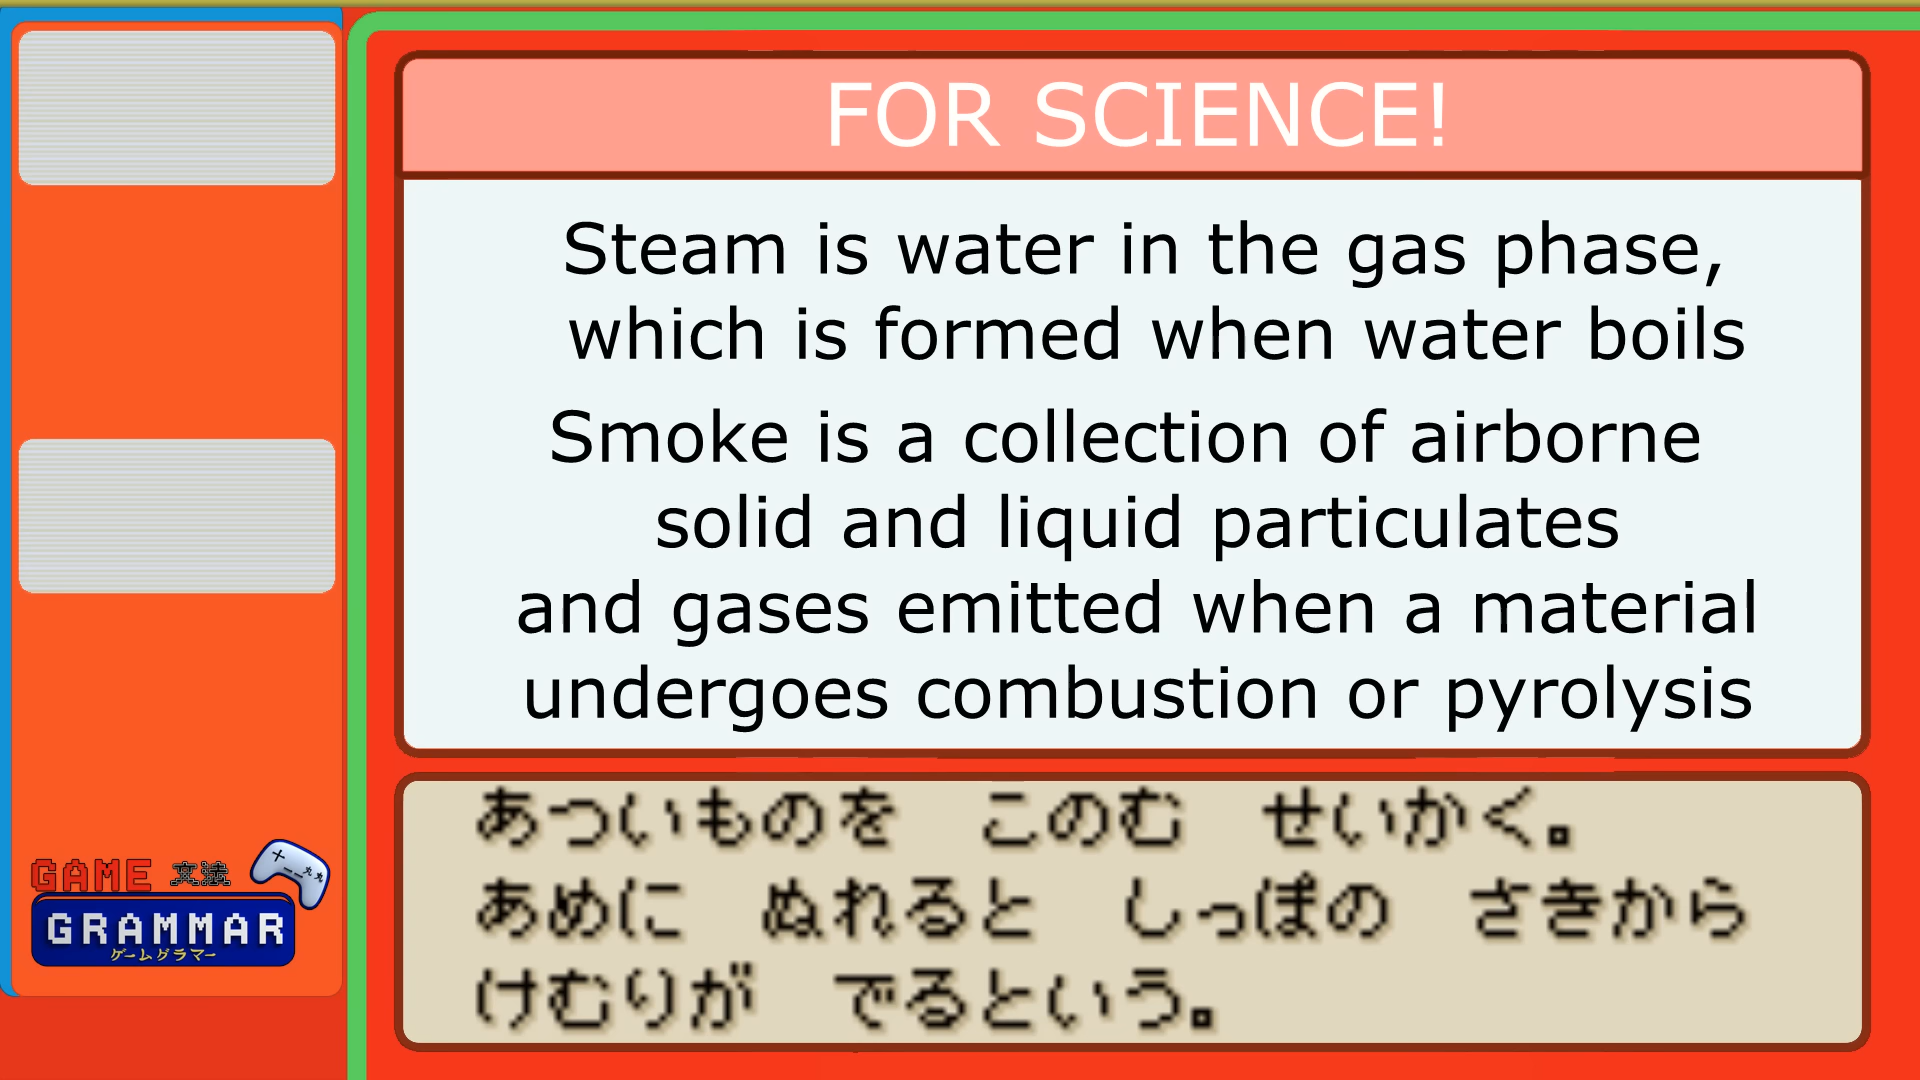 FOR SCIENCE!
Steam is water in the gas phase,
which is formed when water boils
Smoke is a collection of airborne
solid and liquid particulates
and gases emitted when a material
undergoes combustion or pyrolysis
あついものを　このむ　せいかく。
あめに　ぬれると　しっぽの　さきから
けむりが　でるという。
GAME 文法
GRAMMAR
ゲームグラマー